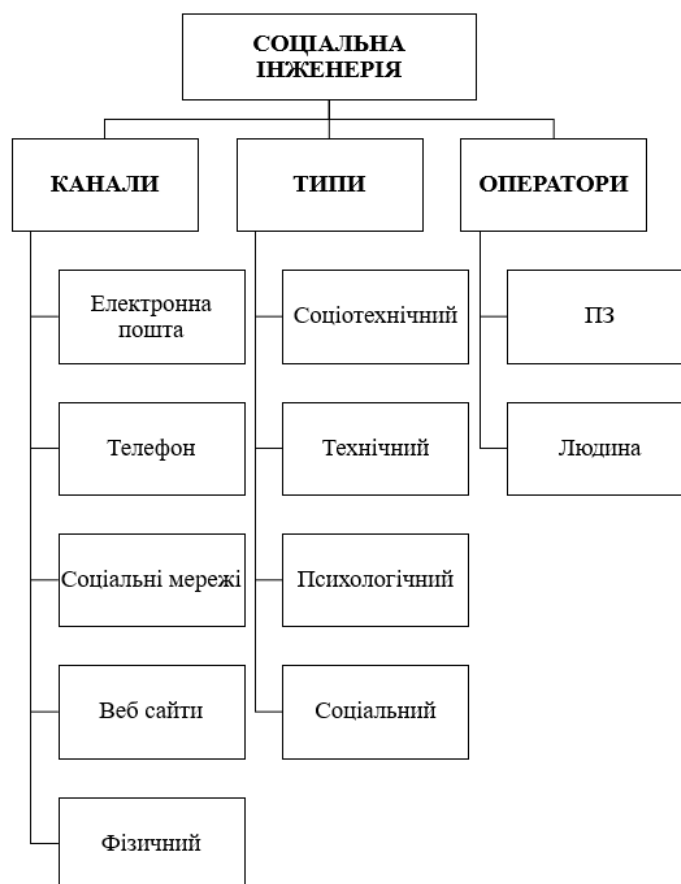 СОЦІАЛЬНА
ІНЖЕНЕРІЯ
КАНАЛИ
ТИПИ
ОПЕРАТОРИ
Електронна
пошта
Соціотехнічний
ПЗ
Телефон
Технічний
Людина
Соціальні мережі
Психологічний
Веб сайти
Соціальний
Фізичний